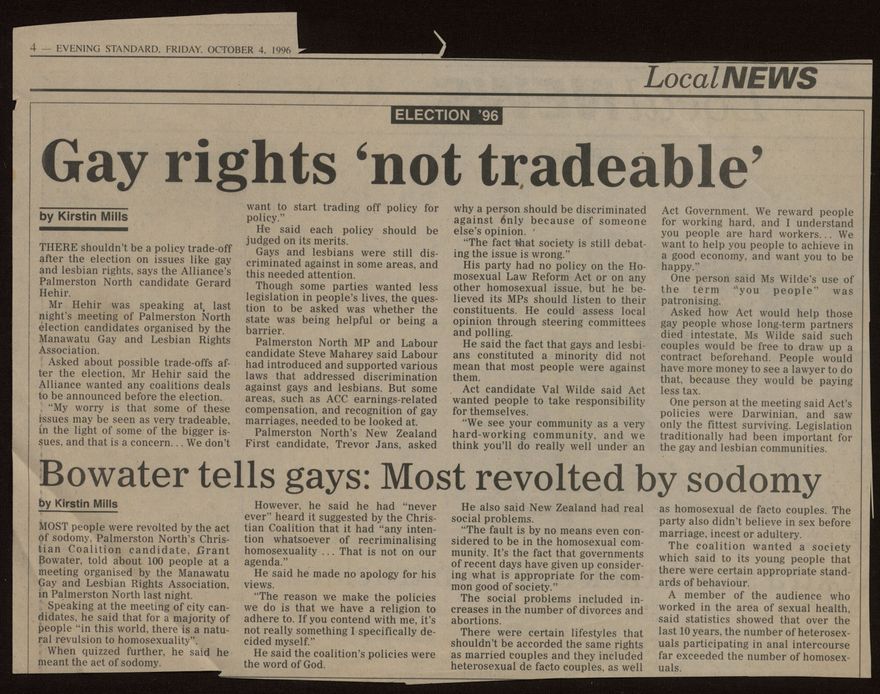 4 — EVENING STANDARD, FRIDAY, OCTOBER 4, 1996
Local NEWS
ELECTION '96
Gay rights 'not tradeable'
by Kirstin Mills
THERE shouldn't be a policy trade-off
after the election on issues like gay
and lesbian rights, says the Alliance's
Palmerston North candidate Gerard
Hehir.
Mr Hehir was speaking at last
night's meeting of Palmerston North
election candidates organised by the
Manawatu Gay and Lesbian Rights
Association.
Asked about possible trade-offs af-
ter the election, Mr Hehir said the
Alliance wanted any coalitions deals
to be announced before the election.
"My worry is that some of these
issues may be seen as very tradeable,
in the light of some of the bigger is-
sues, and that is a concern... We don't
want to start trading off policy for
policy."
He said each policy should be
judged on its merits.
Gays and lesbians were still dis-
criminated against in some areas, and
this needed attention.
Though some parties wanted less
legislation in people's lives, the ques-
tion to be asked was whether the
state was being helpful or being a
barrier.
Palmerston North MP and Labour
candidate Steve Maharey said Labour
had introduced and supported various
laws that addressed discrimination
against gays and lesbians. But some
areas, such as ACC earnings-related
compensation, and recognition of gay
marriages, needed to be looked at.
Palmerston North's New Zealand
First candidate, Trevor Jans, asked
why a person should be discriminated
against only because of someone
else's opinion.
"The fact that society is still debat-
ing the issue is wrong."
His party had no policy on the Ho-
mosexual Law Reform Act or on any
other homosexual issue, but he be-
lieved its MPs should listen to their
constituents. He could assess local
opinion through steering committees
and polling.
He said the fact that gays and lesbi-
ans constituted a minority did not
mean that most people were against
them.
Act candidate Val Wilde said Act
wanted people to take responsibility
for themselves.
"We see your community as a very
hard-working community, and we
think you'll do really well under an
Act Government. We reward people
for working hard, and I understand
you people are hard workers... We
want to help you people to achieve in
a good economy, and want you to be
happy."
One person said Ms Wilde's use of
the term "you people" was
patronising.
Asked how Act would help those
gay people whose long-term partners
died intestate, Ms Wilde said such
couples would be free to draw up a
contract beforehand. People would
have more money to see a lawyer to do
that, because they would be paying
less tax.
One person at the meeting said Act's
policies were Darwinian, and saw
only the fittest surviving. Legislation
traditionally had been important for
the gay and lesbian communities.
Bowater tells gays: Most revolted by sodomy
by Kirstin Mills
MOST people were revolted by the act
of sodomy, Palmerston North's Chris-
tian Coalition candidate, Grant
Bowater, told about 100 people at a
meeting organised by the Manawatu
Gay and Lesbian Rights Association,
in Palmerston North last night.
Speaking at the meeting of city can-
didates, he said that for a majority of
people "in this world, there is a natu-
ral revulsion to homosexuality".
When quizzed further, he said he
meant the act of sodomy.
However, he said he had "never
ever" heard it suggested by the Chris-
tian Coalition that it had "any inten-
tion whatsoever of recriminalising
homosexuality ... That is not on our
agenda."
He said he made no apology for his
views.
"The reason we make the policies
we do is that we have a religion to
adhere to. If you contend with me, it's
not really something I specifically de-
cided myself."
He said the coalition's policies were
the word of God.
He also said New Zealand had real
social problems.
"The fault is by no means even con-
sidered to be in the homosexual com-
munity. It's the fact that governments
of recent days have given up consider-
ing what is appropriate for the com-
mon good of society."
The social problems included in-
creases in the number of divorces and
abortions.
There were certain lifestyles that
shouldn't be accorded the same rights
as married couples and they included
heterosexual de facto couples, as well
as homosexual de facto couples. The
party also didn't believe in sex before
marriage, incest or adultery.
The coalition wanted a society
which said to its young people that
there were certain appropriate stand-
ards of behaviour.
A member of the audience who
worked in the area of sexual health,
said statistics showed that over the
last 10 years, the number of heterosex-
uals participating in anal intercourse
far exceeded the number of homosex-
uals.